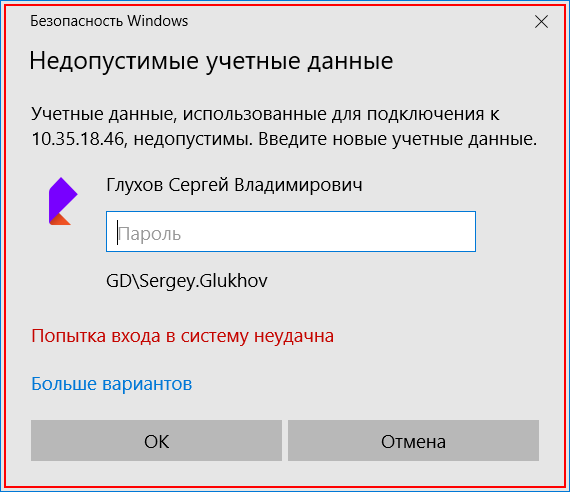 Безопасность Windows
Недопустимые учетные данные
Учетные данные, использованные для подключения к
10.35.18.46, недопустимы. Введите новые учетные данные.
Глухов Сергей Владимирович
Пароль
GD\Sergey.Glukhov
Попытка входа в систему неудачна
Больше вариантов
ОК
Отмена